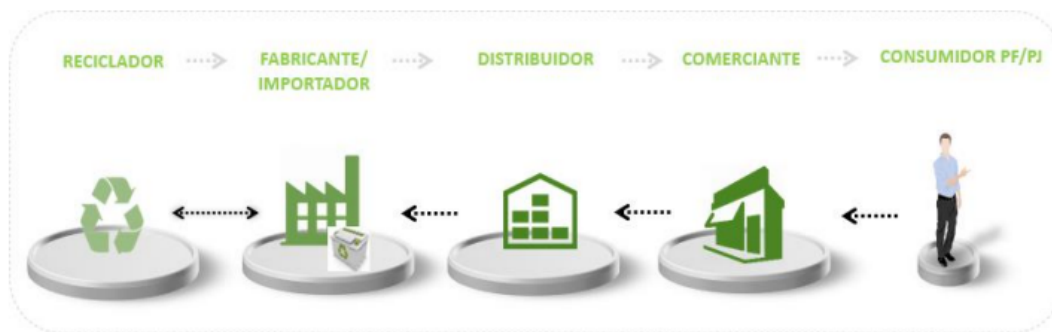 RECICLADOR
FABRICANTE/
IMPORTADOR
DISTRIBUIDOR
COMERCIANTE
CONSUMIDOR PF/PJ